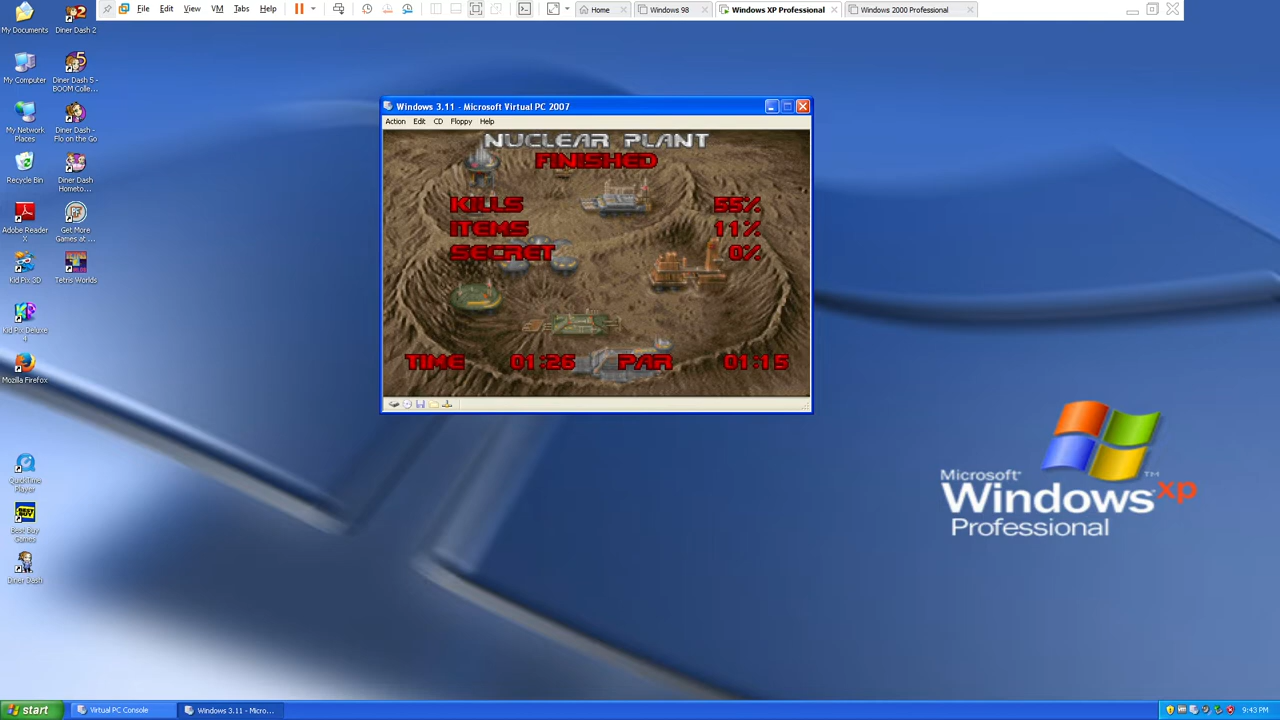 File Edit View VM Tabs Help
Home
Windows 98
Windows XP Professional
Windows 2000 Professional
My Documents
Diner Dash 2
My Computer
Diner Dash 5 - BOOM Colle...
My Network Places
Diner Dash - Flo on the Go
Recycle Bin
Diner Dash Hometo...
Adobe Reader X
Get More Games at ...
Kid Pix 3D
Tetris Worlds
Kid Pix Deluxe 4
Mozilla Firefox
QuickTime Player
BEST BUY
Best Buy Games
Diner Dash
Windows 3.11 - Microsoft Virtual PC 2007
Action Edit CD Floppy Help
NUCLEAR PLANT
FINISHED
KILLS 55%
ITEMS 11%
SECRET 0%
TIME 01:26 PAR 01:15
Microsoft
Windows xp
Professional
start
Virtual PC Console
Windows 3.11 - Micro...
9:43 PM